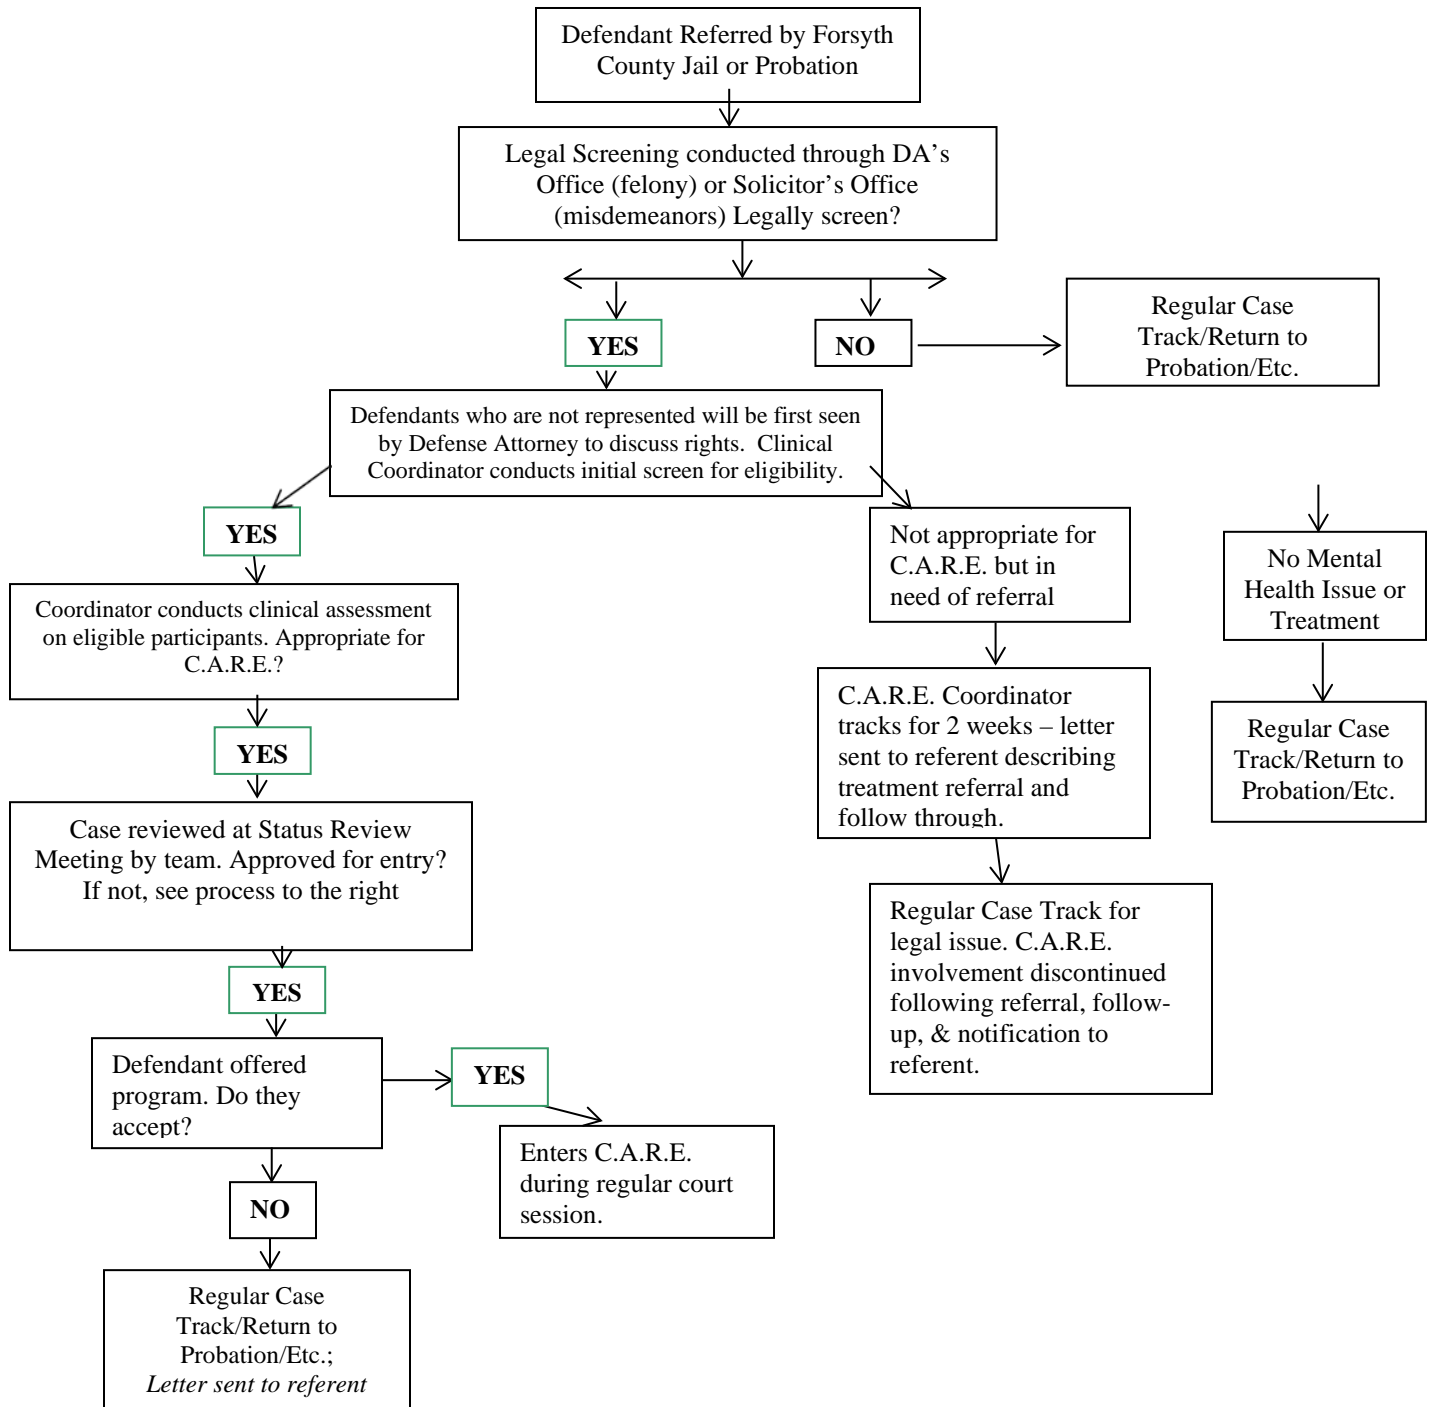 Defendant Referred by Forsyth
County Jail or Probation
Legal Screening conducted through DA’s
Office (felony) or Solicitor’s Office
(misdemeanors) Legally screen?
YES
NO
Regular Case
Track/Return to
Probation/Etc.
Defendants who are not represented will be first seen
by Defense Attorney to discuss rights.  Clinical
Coordinator conducts initial screen for eligibility.
YES
Not appropriate for
C.A.R.E. but in
need of referral
No Mental
Health Issue or
Treatment
Coordinator conducts clinical assessment
on eligible participants. Appropriate for
C.A.R.E.?
C.A.R.E. Coordinator
tracks for 2 weeks – letter
sent to referent describing
treatment referral and
follow through.
Regular Case
Track/Return to
Probation/Etc.
YES
Case reviewed at Status Review
Meeting by team. Approved for entry?
If not, see process to the right
Regular Case Track for
legal issue. C.A.R.E.
involvement discontinued
following referral, follow-
up, & notification to
referent.
YES
Defendant offered
program. Do they
accept?
YES
Enters C.A.R.E.
during regular court
session.
NO
Regular Case
Track/Return to
Probation/Etc.;
Letter sent to referent